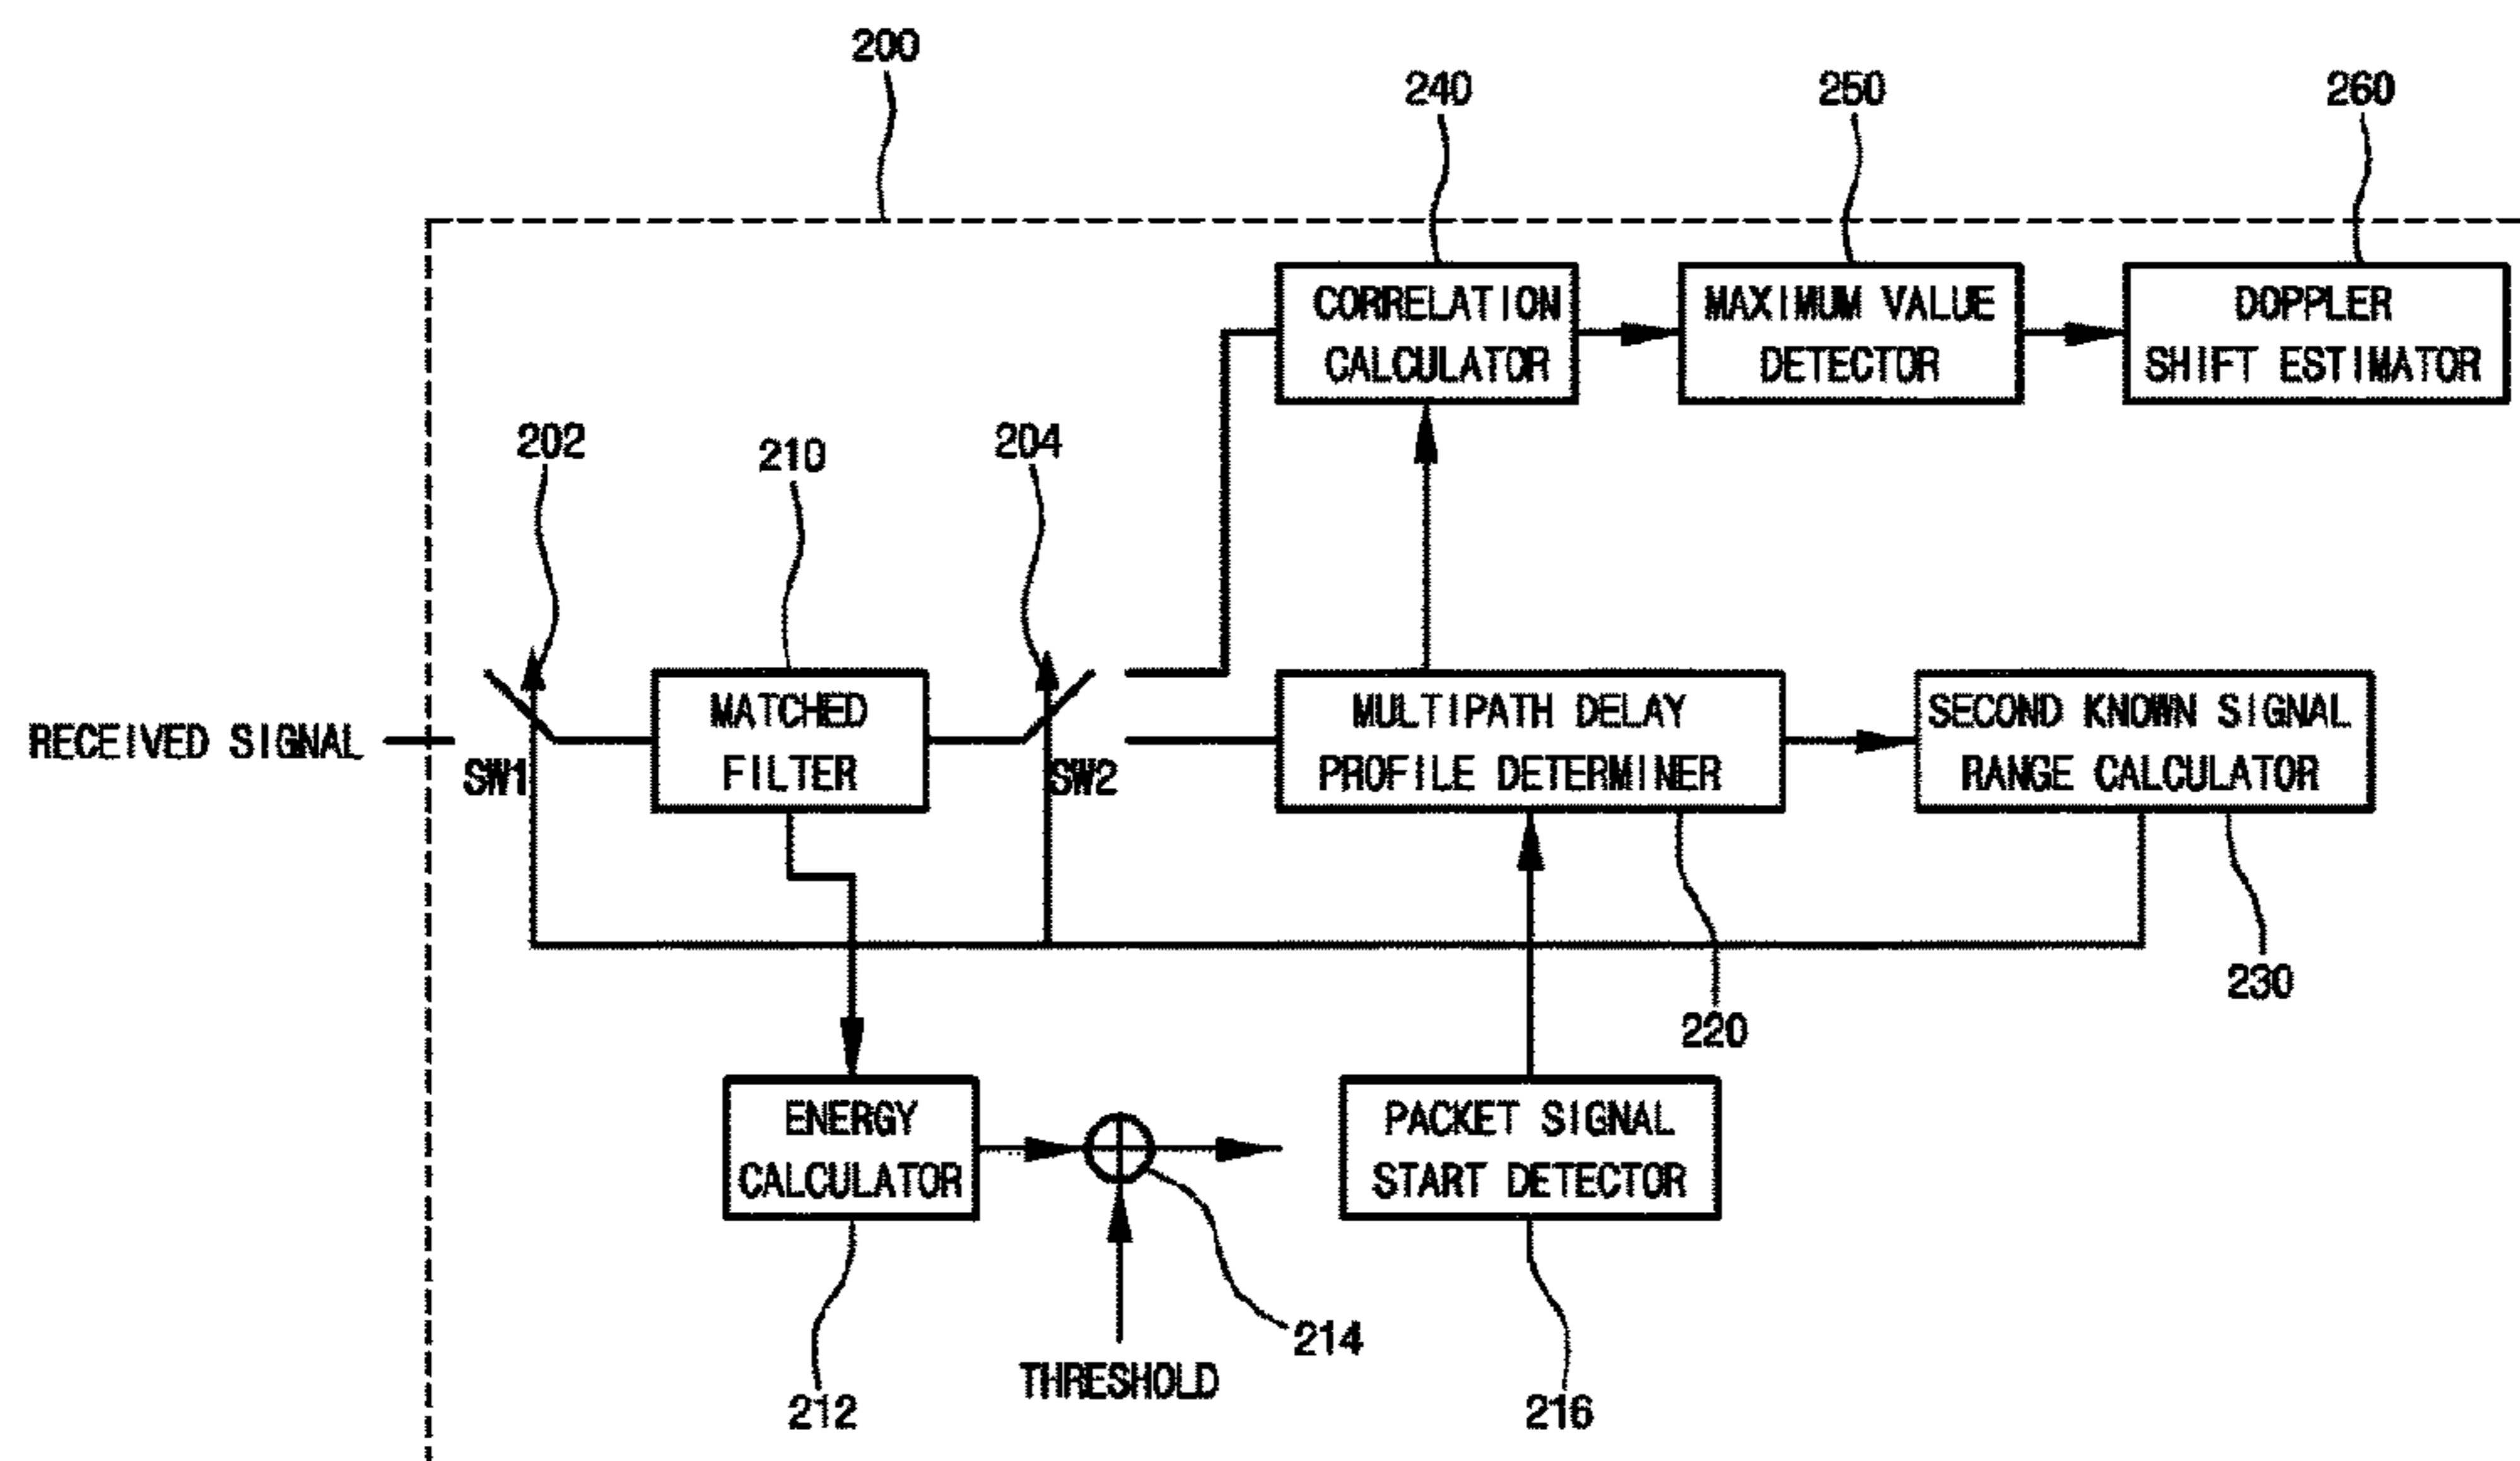 200
240
250
260
CORRELATION
CALCULATOR
MAXIMUM VALUE
DETECTOR
DOPPLER
SHIFT ESTIMATOR
202
210
204
RECEIVED SIGNAL
SW1
MATCHED
FILTER
SW2
MULTIPATH DELAY
PROFILE DETERMINER
SECOND KNOWN SIGNAL
RANGE CALCULATOR
230
220
ENERGY
CALCULATOR
PACKET SIGNAL
START DETECTOR
214
THRESHOLD
212
216